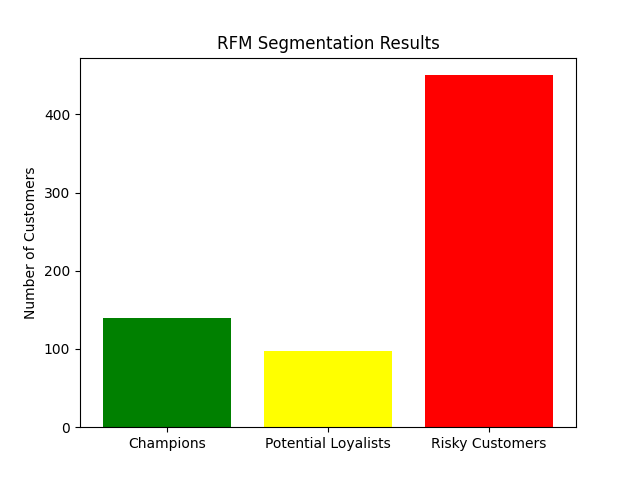 RFM Segmentation Results
Number of Customers
400
300
200
100
0
Champions
Potential Loyalists
Risky Customers